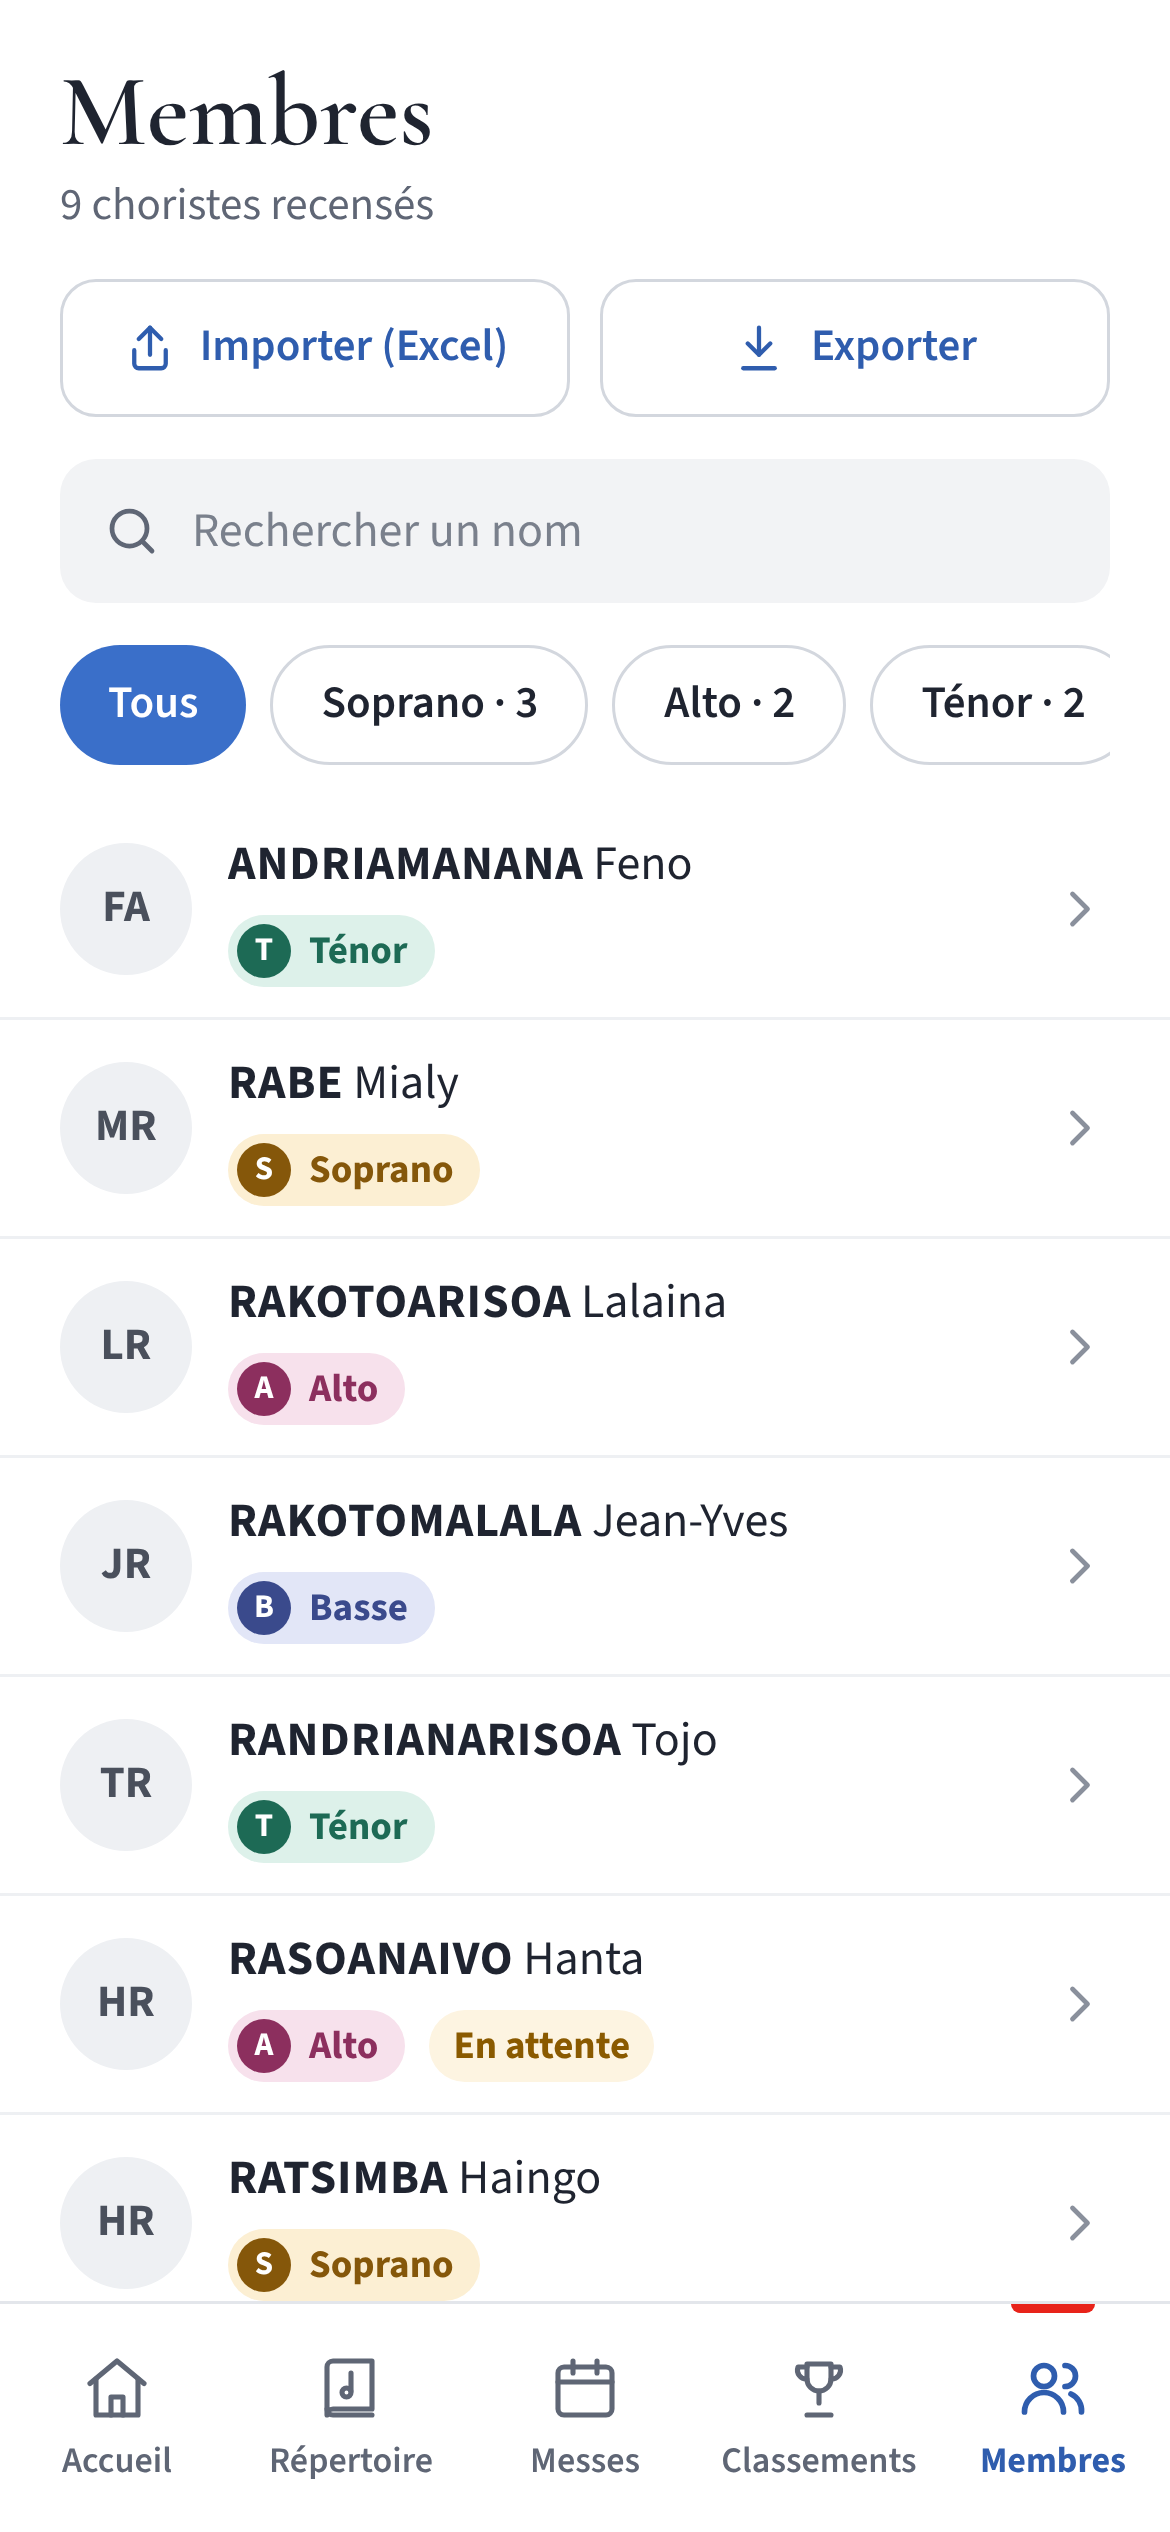 Membres
9 choristes recensés
Importer (Excel)
Exporter
Rechercher un nom
Tous
Soprano · 3
Alto · 2
Ténor · 2
FA
ANDRIAMANANA Feno
T Ténor
MR
RABE Mialy
S Soprano
LR
RAKOTOARISOA Lalaina
A Alto
JR
RAKOTOMALALA Jean-Yves
B Basse
TR
RANDRIANARISOA Tojo
T Ténor
HR
RASOANAIVO Hanta
A Alto
En attente
HR
RATSIMBA Haingo
S Soprano
Accueil
Répertoire
Messes
Classements
Membres